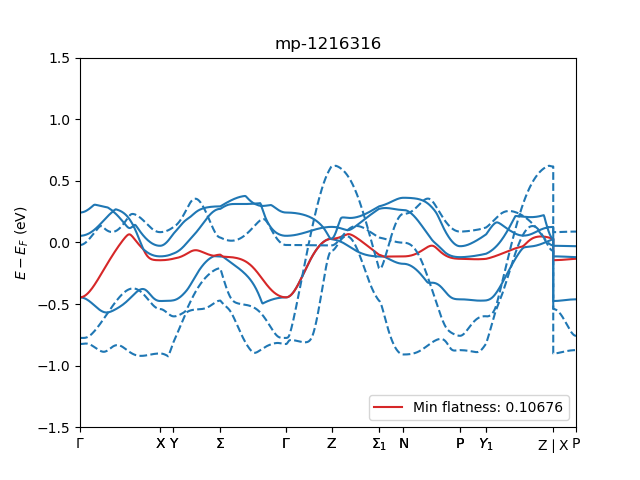 mp-1216316
E − E_F (eV)
1.5
1.0
0.5
0.0
−0.5
−1.0
−1.5
Min flatness: 0.10676
Γ X Y Σ Γ Z Σ₁ N P Y₁ Z | X P